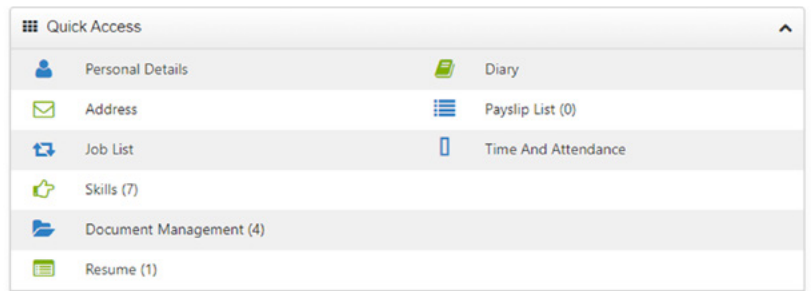 Quick Access
Personal Details
Diary
Address
Payslip List (0)
Job List
Time And Attendance
Skills (7)
Document Management (4)
Resume (1)